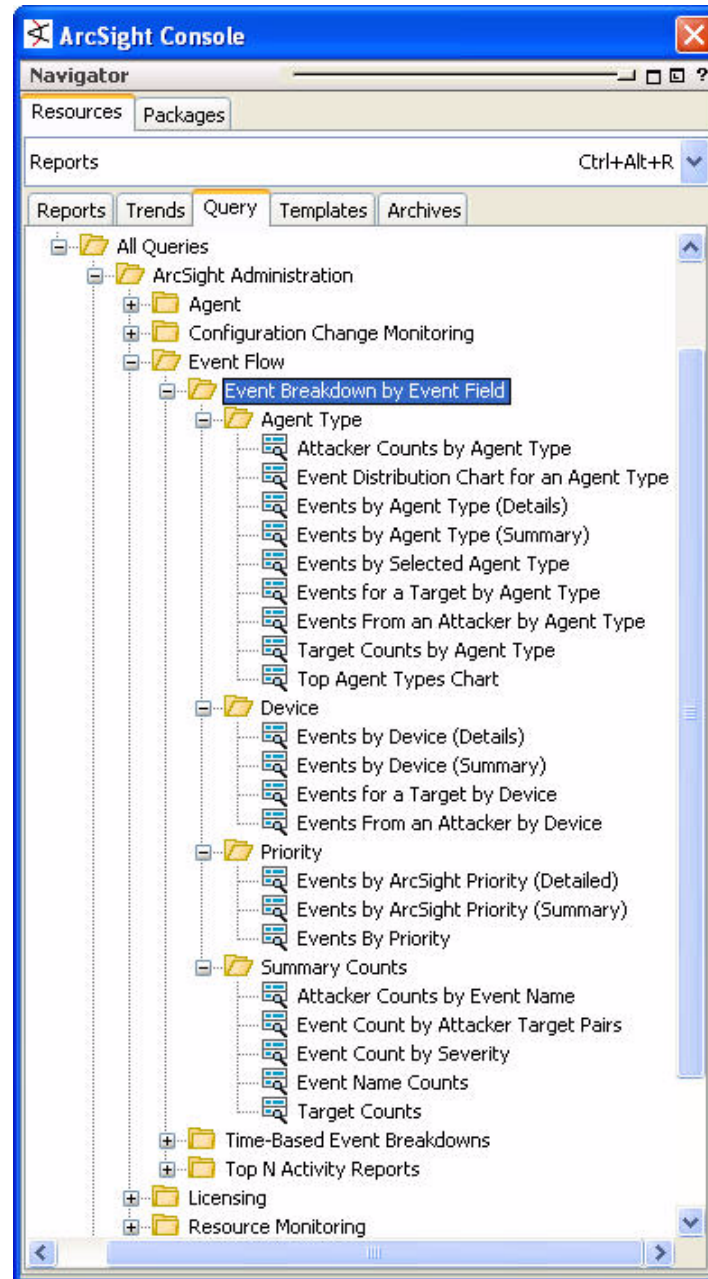 ArcSight Console
Navigator ?
Resources Packages
Reports Ctrl+Alt+R
Reports Trends Query Templates Archives
All Queries
ArcSight Administration
Agent
Configuration Change Monitoring
Event Flow
Event Breakdown by Event Field
Agent Type
Attacker Counts by Agent Type
Event Distribution Chart for an Agent Type
Events by Agent Type (Details)
Events by Agent Type (Summary)
Events by Selected Agent Type
Events for a Target by Agent Type
Events From an Attacker by Agent Type
Target Counts by Agent Type
Top Agent Types Chart
Device
Events by Device (Details)
Events by Device (Summary)
Events for a Target by Device
Events From an Attacker by Device
Priority
Events by ArcSight Priority (Detailed)
Events by ArcSight Priority (Summary)
Events By Priority
Summary Counts
Attacker Counts by Event Name
Event Count by Attacker Target Pairs
Event Count by Severity
Event Name Counts
Target Counts
Time-Based Event Breakdowns
Top N Activity Reports
Licensing
Resource Monitoring